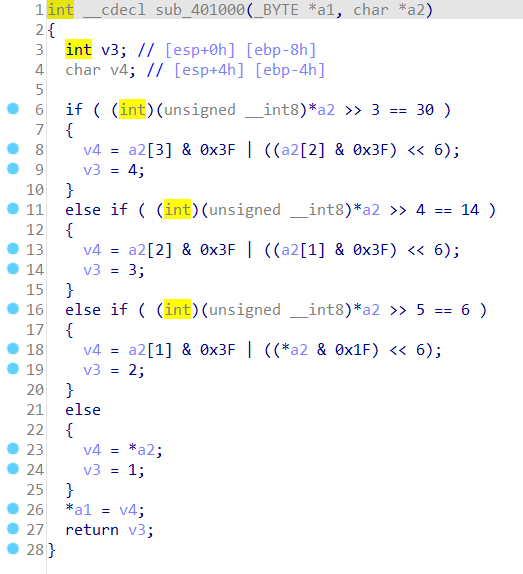 1 int __cdecl sub_401000(_BYTE *a1, char *a2)
2 {
3 int v3; // [esp+0h] [ebp-8h]
4 char v4; // [esp+4h] [ebp-4h]
5
6 if ( (int)(unsigned __int8)*a2 >> 3 == 30 )
7 {
8 v4 = a2[3] & 0x3F | ((a2[2] & 0x3F) << 6);
9 v3 = 4;
10 }
11 else if ( (int)(unsigned __int8)*a2 >> 4 == 14 )
12 {
13 v4 = a2[2] & 0x3F | ((a2[1] & 0x3F) << 6);
14 v3 = 3;
15 }
16 else if ( (int)(unsigned __int8)*a2 >> 5 == 6 )
17 {
18 v4 = a2[1] & 0x3F | ((*a2 & 0x1F) << 6);
19 v3 = 2;
20 }
21 else
22 {
23 v4 = *a2;
24 v3 = 1;
25 }
26 *a1 = v4;
27 return v3;
28 }